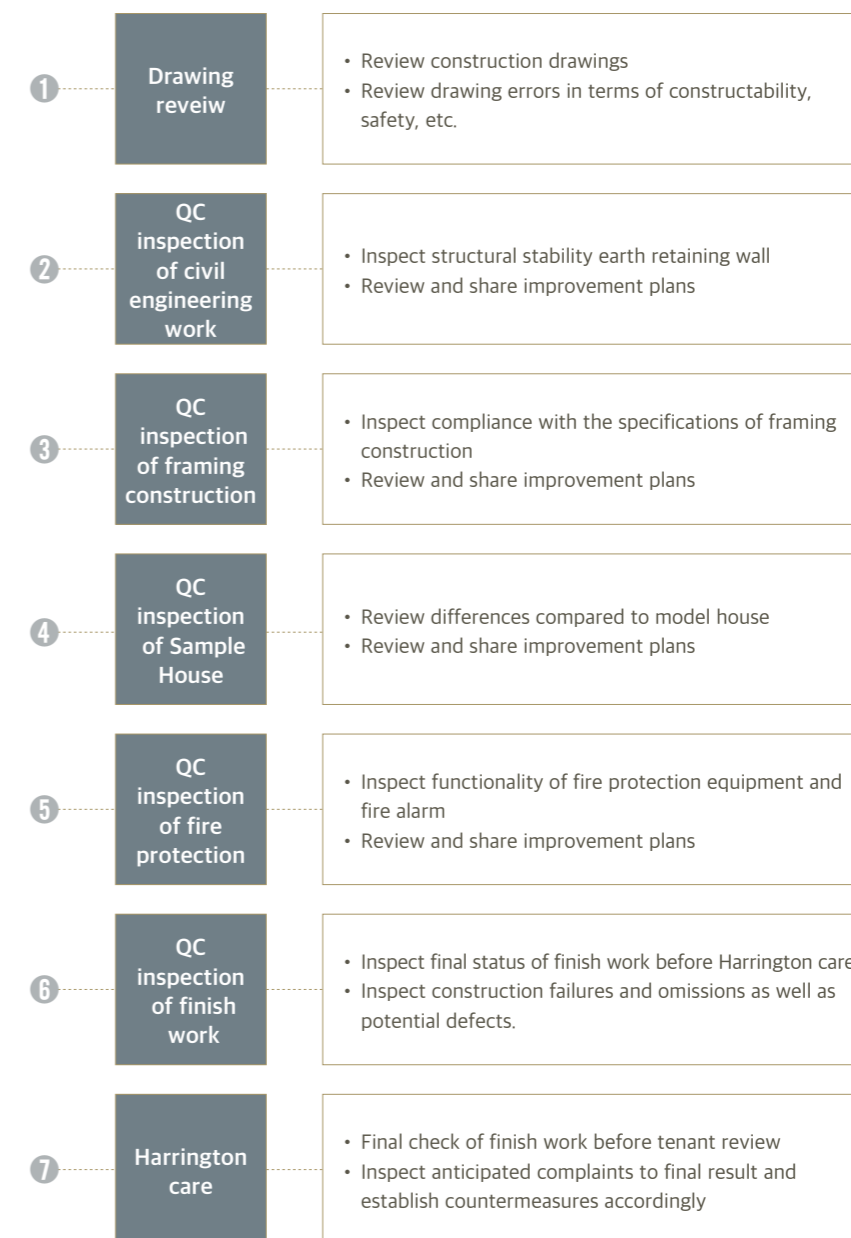 1
Drawing
reveiw
• Review construction drawings
• Review drawing errors in terms of constructability,
safety, etc.
2
QC
inspection
of civil
engineering
work
• Inspect structural stability earth retaining wall
• Review and share improvement plans
3
QC
inspection
of framing
construction
• Inspect compliance with the specifications of framing
construction
• Review and share improvement plans
4
QC
inspection
of Sample
House
• Review differences compared to model house
• Review and share improvement plans
5
QC
inspection
of fire
protection
• Inspect functionality of fire protection equipment and
fire alarm
• Review and share improvement plans
6
QC
inspection
of finish
work
• Inspect final status of finish work before Harrington care
• Inspect construction failures and omissions as well as
potential defects.
7
Harrington
care
• Final check of finish work before tenant review
• Inspect anticipated complaints to final result and
establish countermeasures accordingly